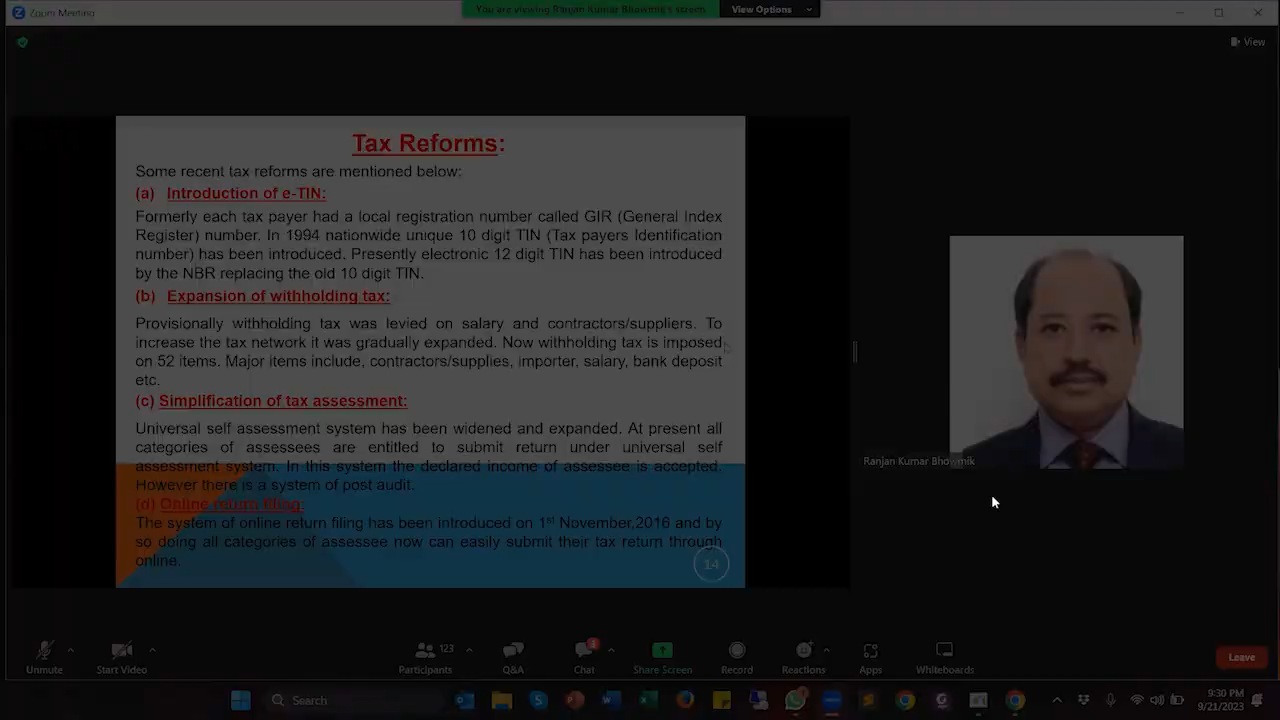 Zoom Meeting
You are viewing Ranjan Kumar Bhowmik's screen
View Options
View
Tax Reforms:
Some recent tax reforms are mentioned below:
(a) Introduction of e-TIN:
Formerly each tax payer had a local registration number called GIR (General Index
Register) number. In 1994 nationwide unique 10 digit TIN (Tax payers Identification
number) has been introduced. Presently electronic 12 digit TIN has been introduced
by the NBR replacing the old 10 digit TIN.
(b) Expansion of withholding tax:
Provisionally withholding tax was levied on salary and contractors/suppliers. To
increase the tax network it was gradually expanded. Now withholding tax is imposed
on 52 items. Major items include, contractors/supplies, importer, salary, bank deposit
etc.
(c) Simplification of tax assessment:
Universal self assessment system has been widened and expanded. At present all
categories of assessees are entitled to submit return under universal self
assessment system. In this system the declared income of assessee is accepted.
However there is a system of post audit.
(d) Online return filing:
The system of online return filing has been introduced on 1st November,2016 and by
so doing all categories of assessee now can easily submit their tax return through
online.
14
Ranjan Kumar Bhowmik
Unmute
Start Video
Participants 123
Q&A
Chat 3
Share Screen
Record
Reactions
Apps
Whiteboards
Leave
Search
9:30 PM
9/21/2023